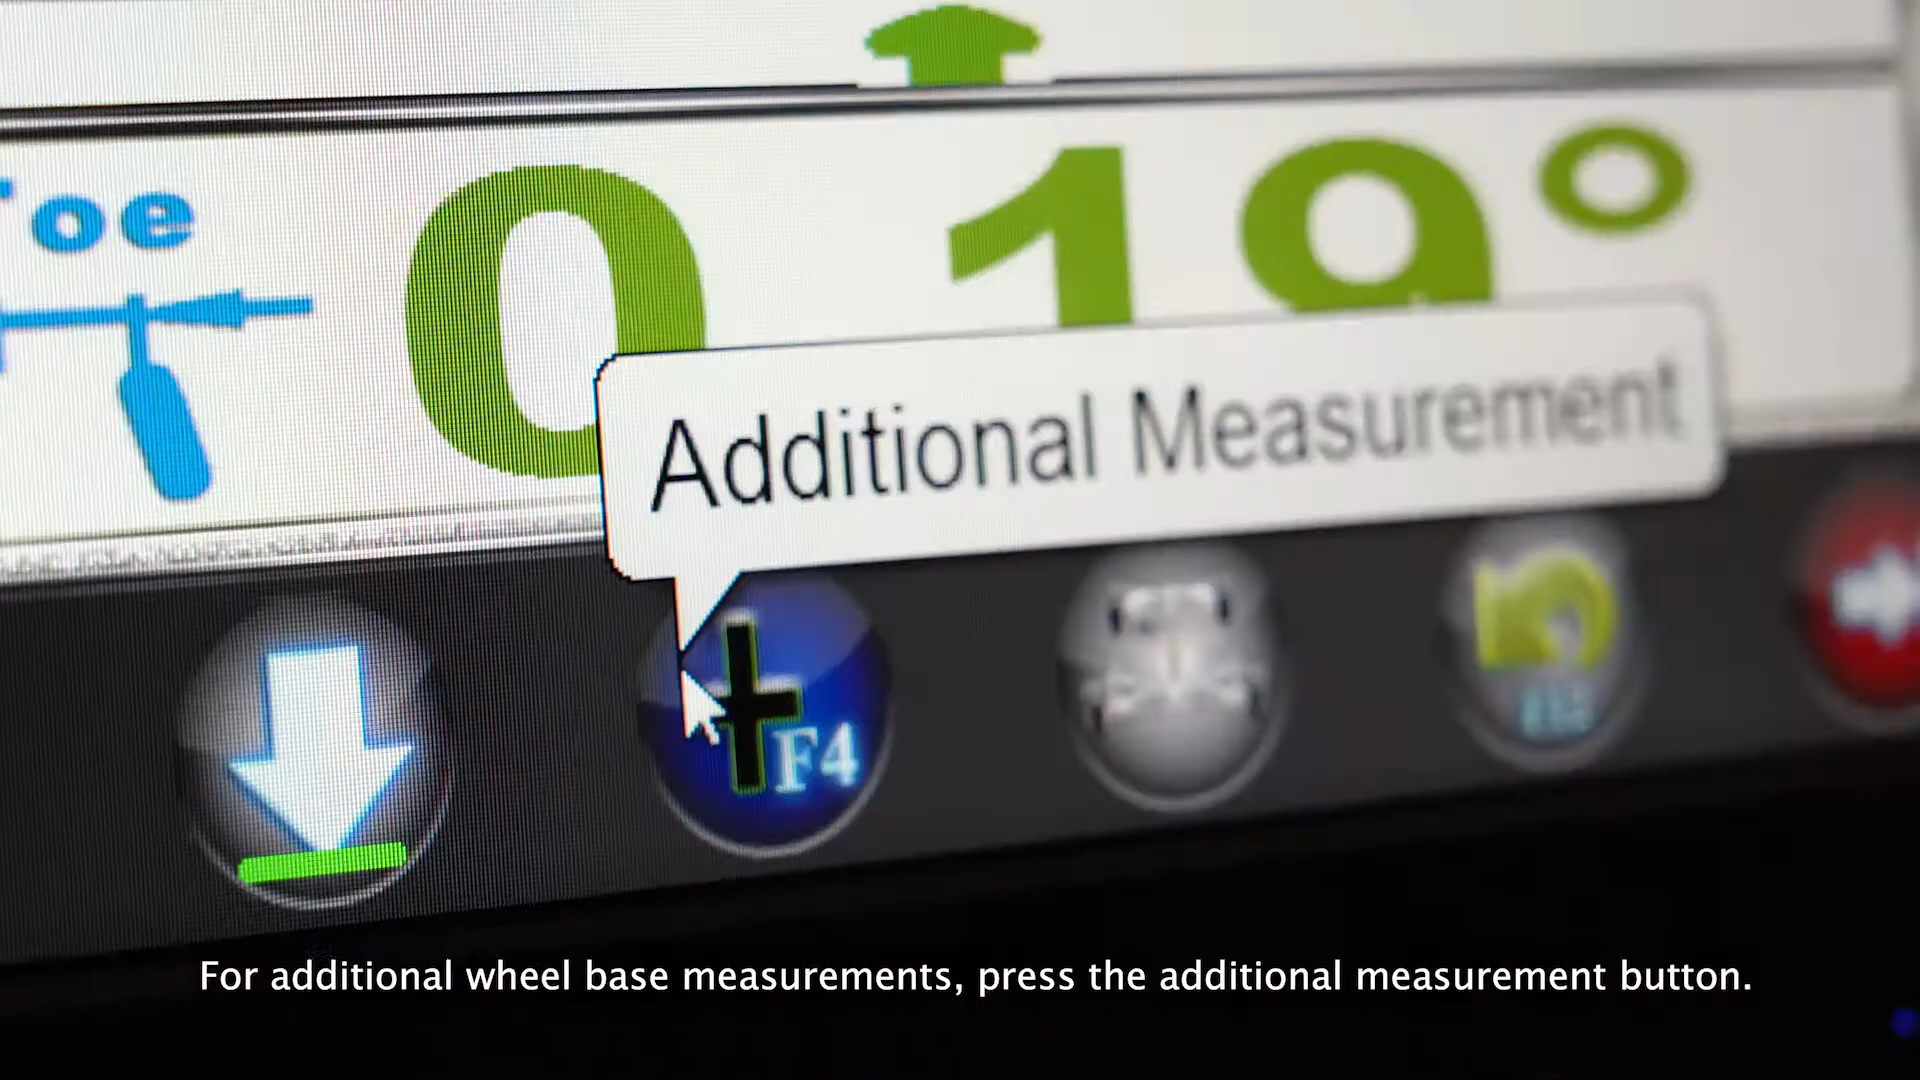 Toe
0.19°
Additional Measurement
F4
For additional wheel base measurements, press the additional measurement button.